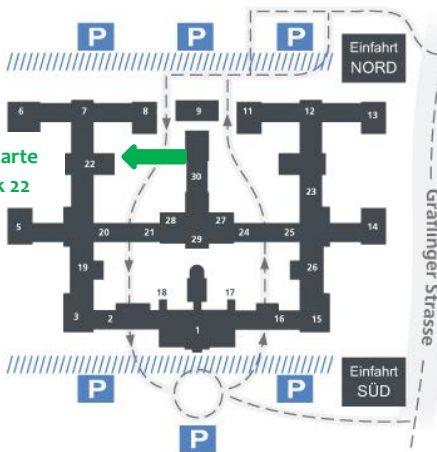 P P P
Einfahrt
NORD
6 7 8 9 11 12 13
arte
22
30
k 22
23
Graflinger Strasse
5 28 27 14
20 21 24 25
29
19 26
18 17
3 2 1 16 15
P P
Einfahrt
SÜD
P